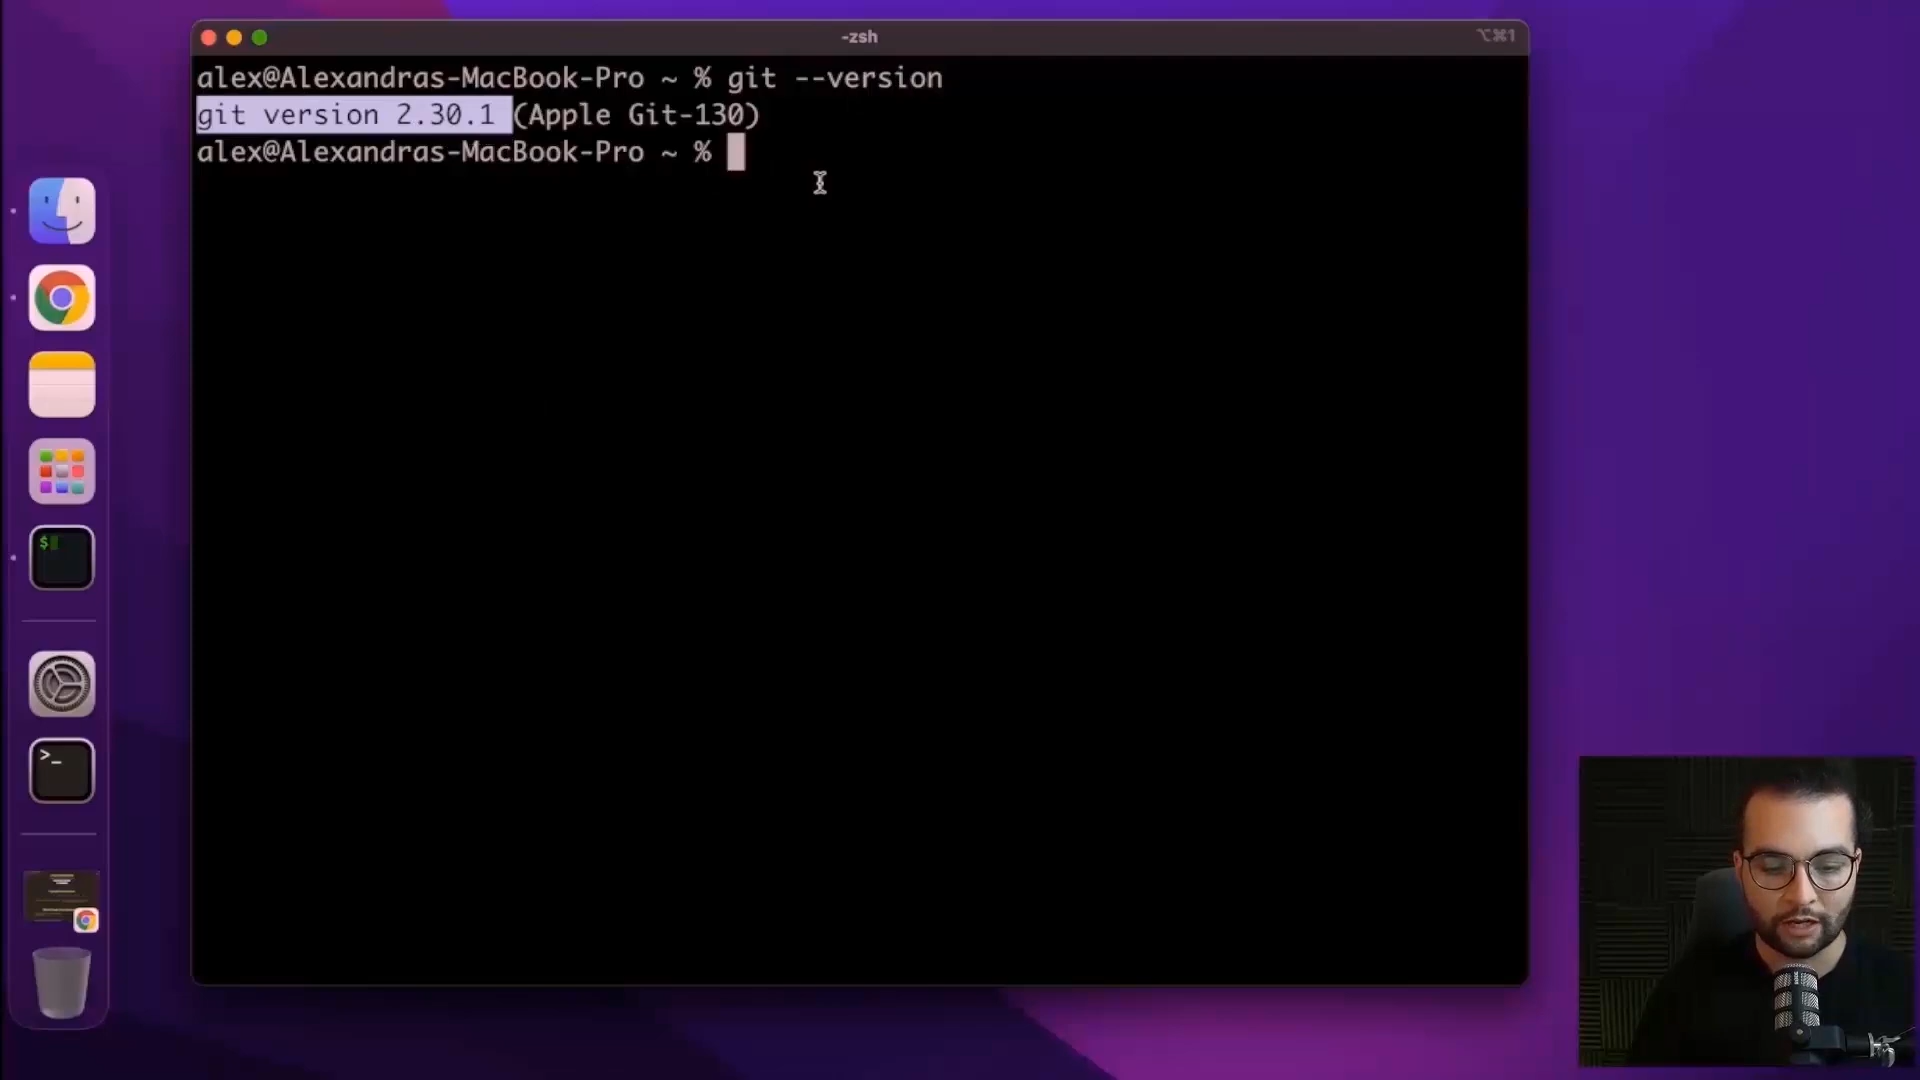 -zsh
⌥⌘1
alex@Alexandras-MacBook-Pro ~ % git --version
git version 2.30.1 (Apple Git-130)
alex@Alexandras-MacBook-Pro ~ %
$
>_